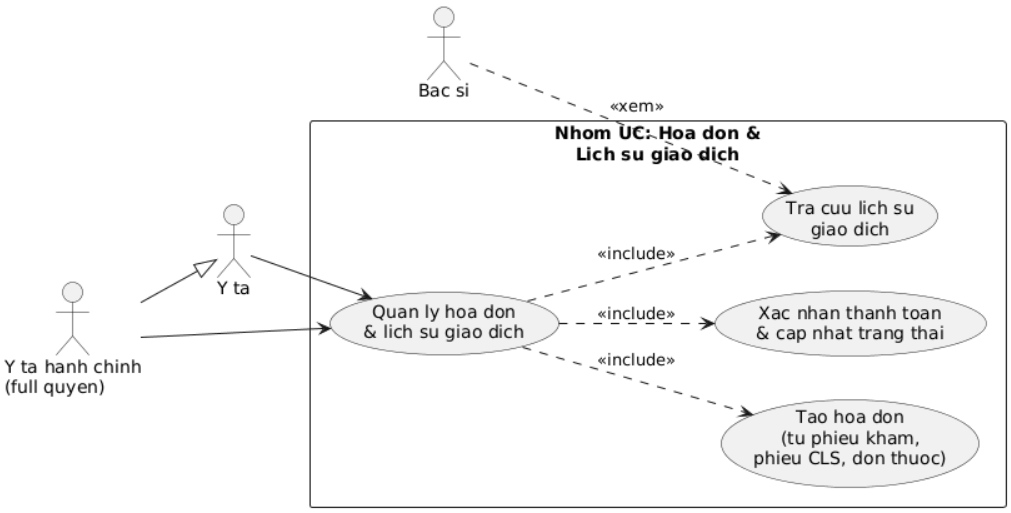 Bac si
«xem»
Nhom UC: Hoa don &
Lich su giao dich
Tra cuu lich su
giao dich
«include»
Y ta
Quan ly hoa don
& lich su giao dich
«include»
Xac nhan thanh toan
& cap nhat trang thai
Y ta hanh chinh
(full quyen)
«include»
Tao hoa don
(tu phieu kham,
phieu CLS, don thuoc)